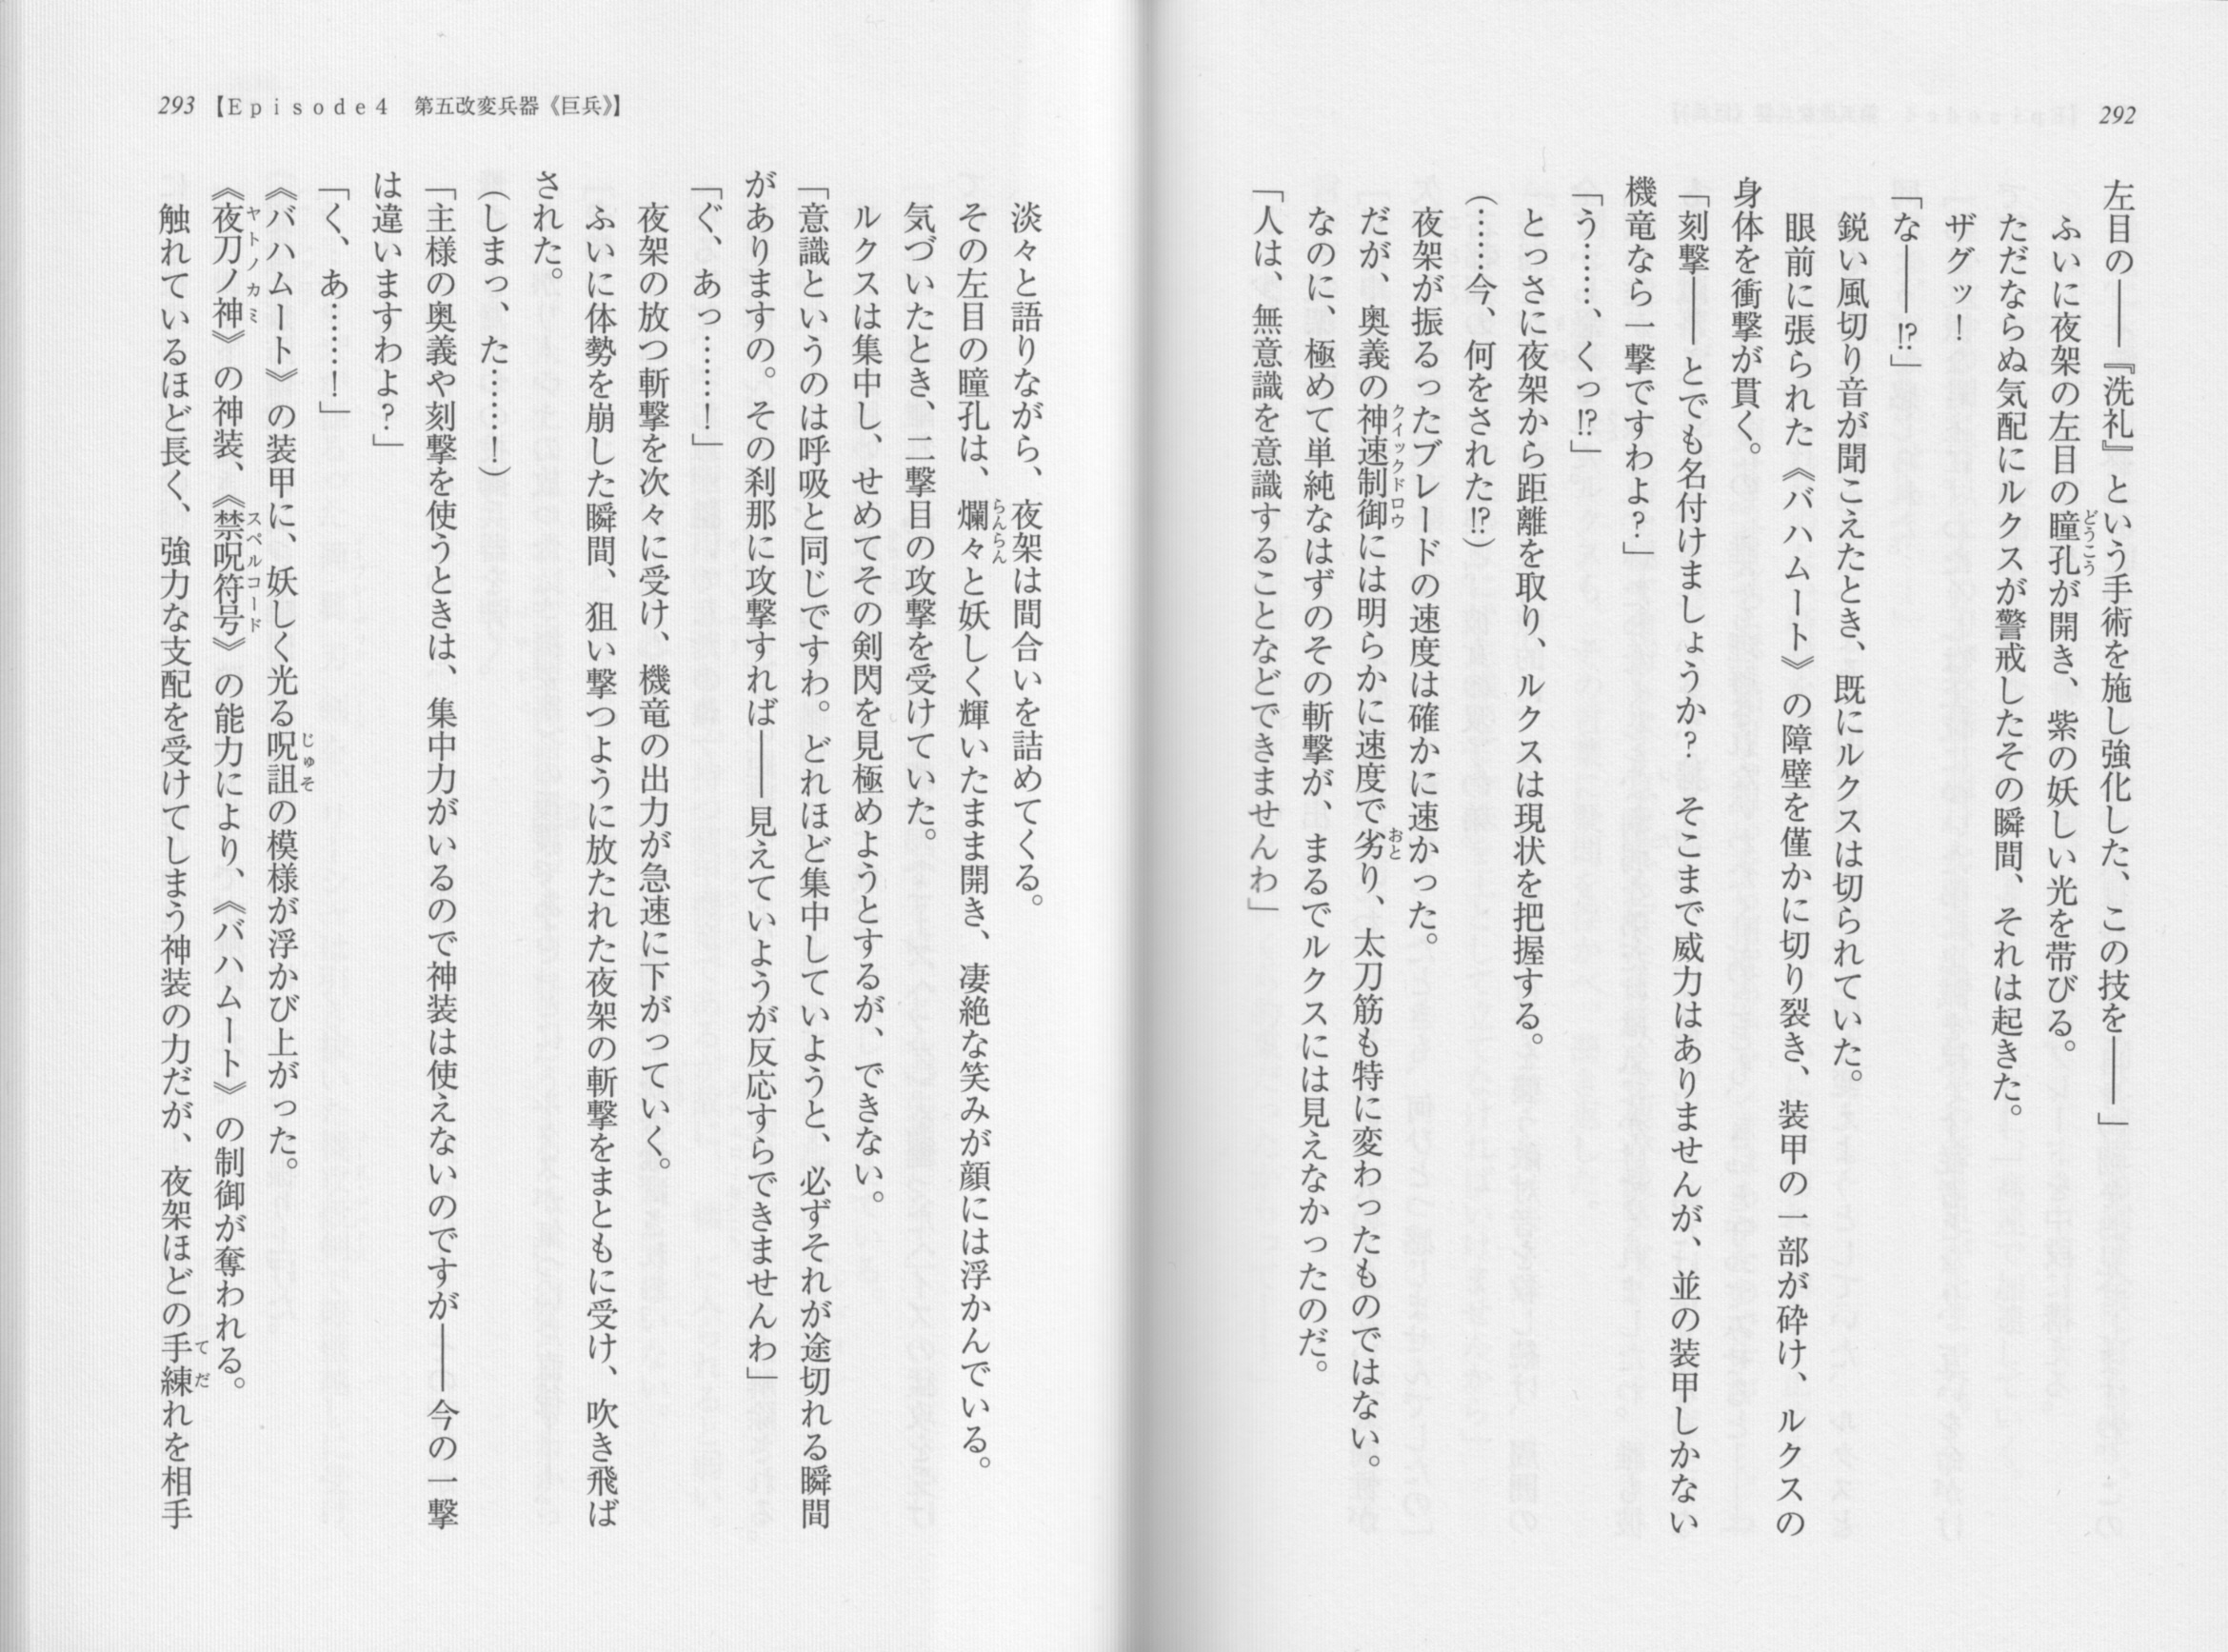 292
左目の――『洗礼』という手術を施し強化した、この技を――」
ふいに夜架の左目の瞳孔が開き、紫の妖しい光を帯びる。
どうこう
ただならぬ気配にルクスが警戒したその瞬間、それは起きた。
ザグッ！
「な――⁉」
鋭い風切り音が聞こえたとき、既にルクスは切られていた。
眼前に張られた《バハムート》の障壁を僅かに切り裂き、装甲の一部が砕け、ルクスの
身体を衝撃が貫く。
「刻撃――とでも名付けましょうか？　そこまで威力はありませんが、並の装甲しかない
機竜なら一撃ですわよ？」
「う……、くっ⁉」
とっさに夜架から距離を取り、ルクスは現状を把握する。
（……今、何をされた⁉）
夜架が振るったブレードの速度は確かに速かった。
だが、奥義の神速制御には明らかに速度で劣り、太刀筋も特に変わったものではない。
クイックドロウ
おと
なのに、極めて単純なはずのその斬撃が、まるでルクスには見えなかったのだ。
「人は、無意識を意識することなどできませんわ」
293【Episode4　第五改変兵器《巨兵》】
淡々と語りながら、夜架は間合いを詰めてくる。
その左目の瞳孔は、爛々と妖しく輝いたまま開き、凄絶な笑みが顔には浮かんでいる。
らんらん
気づいたとき、二撃目の攻撃を受けていた。
ルクスは集中し、せめてその剣閃を見極めようとするが、できない。
「意識というのは呼吸と同じですわ。どれほど集中していようと、必ずそれが途切れる瞬間
がありますの。その刹那に攻撃すれば――見えていようが反応すらできませんわ」
「ぐ、あっ……！」
夜架の放つ斬撃を次々に受け、機竜の出力が急速に下がっていく。
ふいに体勢を崩した瞬間、狙い撃つように放たれた夜架の斬撃をまともに受け、吹き飛ば
された。
（しまっ、た……！）
「主様の奥義や刻撃を使うときは、集中力がいるので神装は使えないのですが――今の一撃
は違いますわよ？」
「く、あ……！」
《バハムート》の装甲に、妖しく光る呪詛の模様が浮かび上がった。
じゅそ
《夜刀ノ神》の神装、《禁呪符号》の能力により、《バハムート》の制御が奪われる。
ヤトノカミ
スペルコード
触れているほど長く、強力な支配を受けてしまう神装の力だが、夜架ほどの手練れを相手
てだ